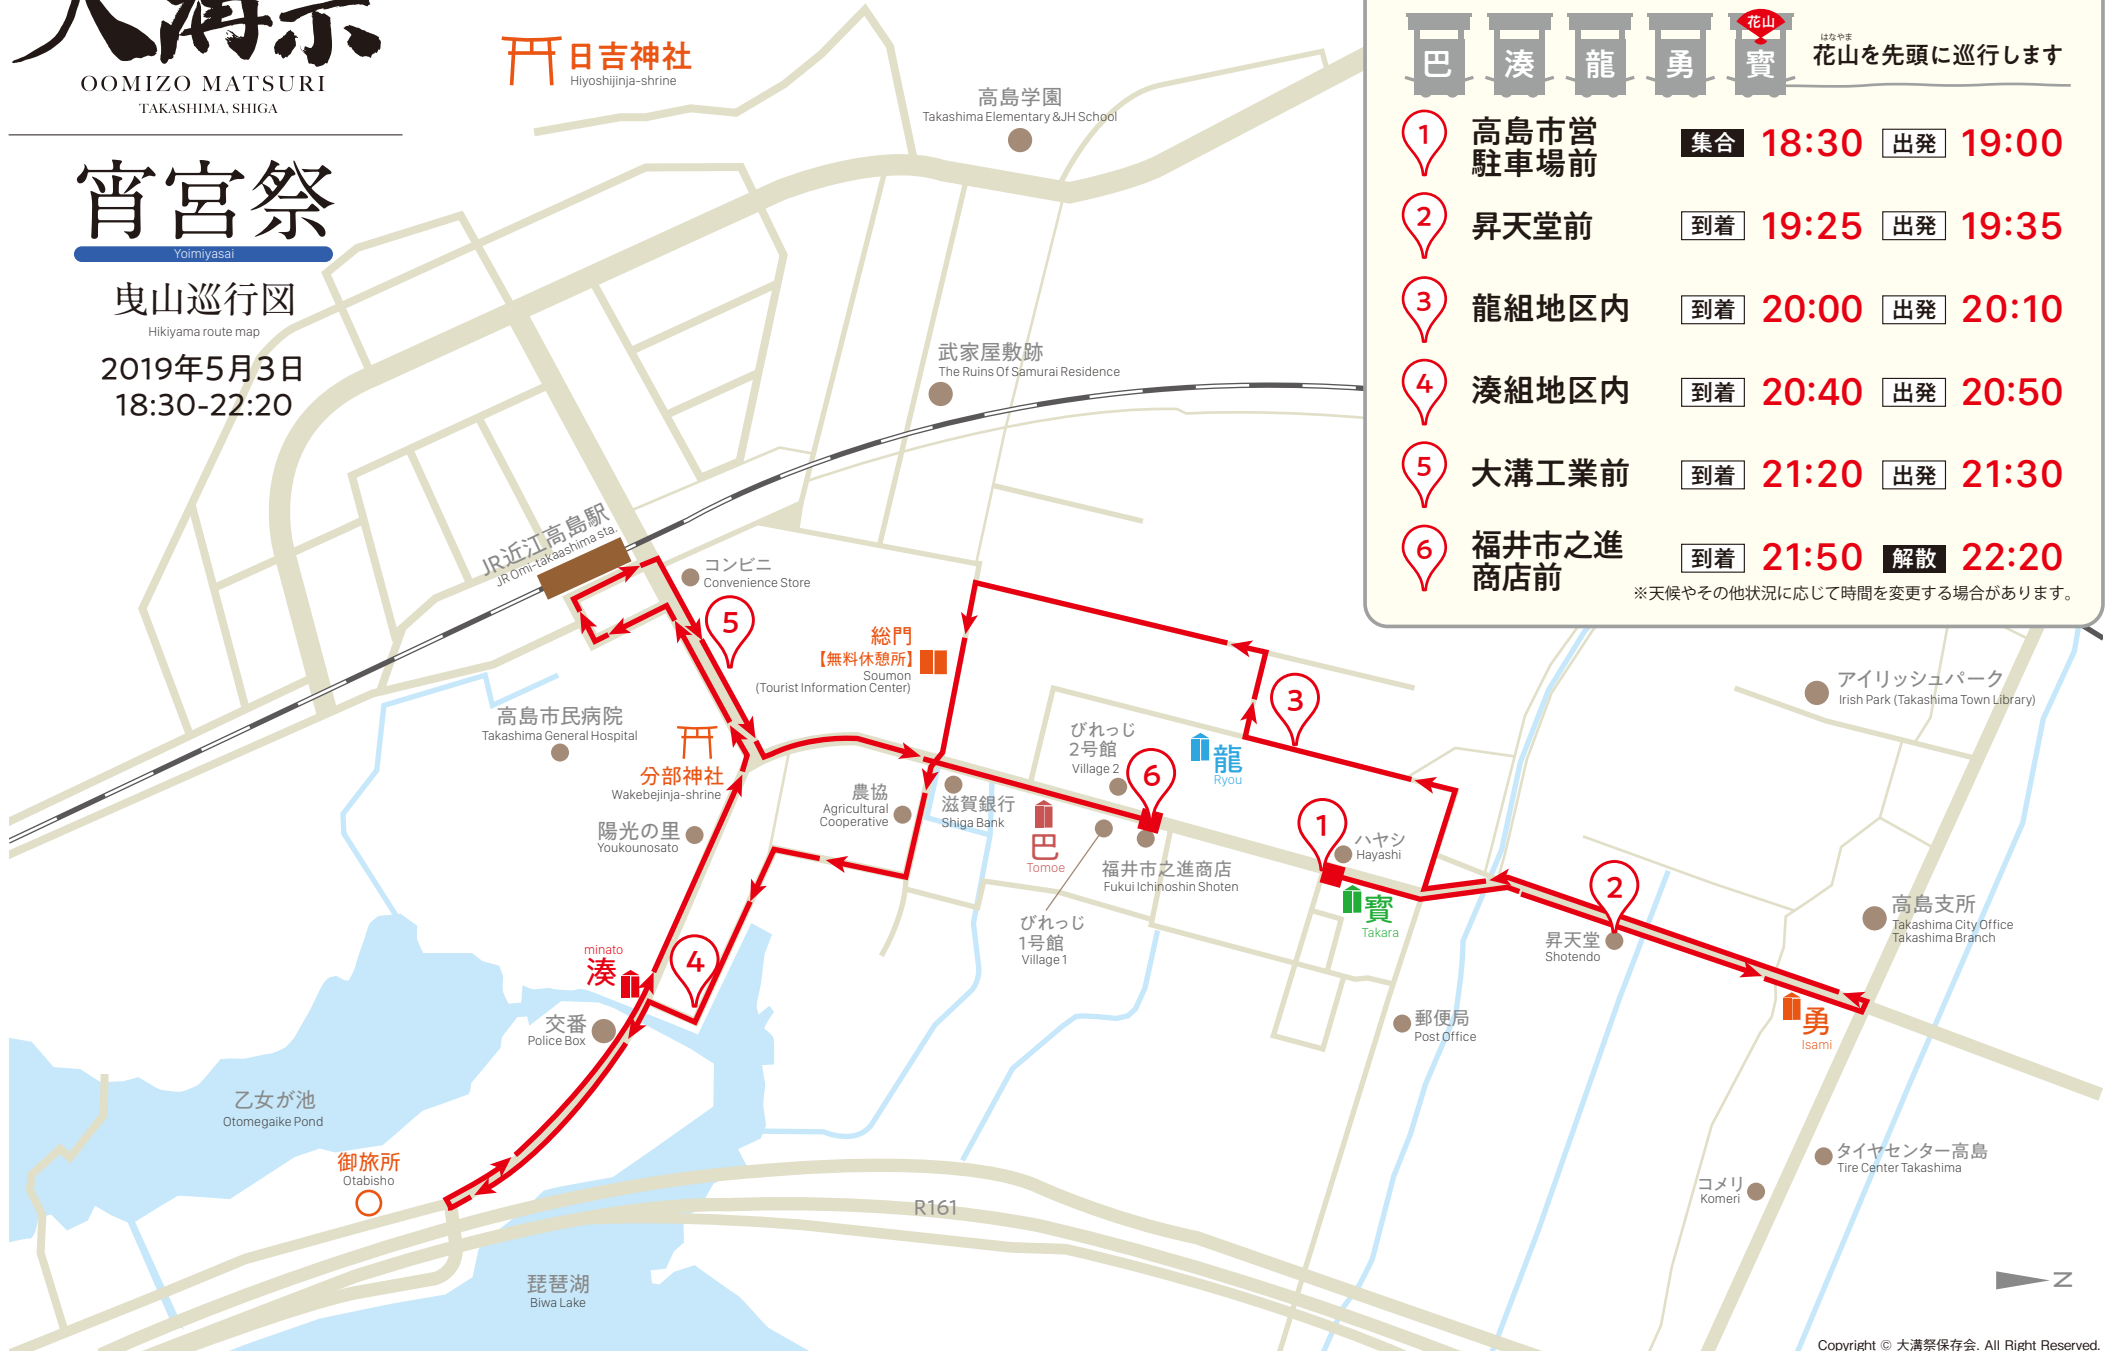 大溝祭
OOMIZO MATSURI
TAKASHIMA, SHIGA
宵宮祭
Yoimiyasai
曳山巡行図
Hikiyama route map
2019年5月3日
18:30-22:20
日吉神社
Hiyoshijinja-shrine
高島学園
Takashima Elementary &JH School
巴 湊 龍 勇 寳
花山
はなやま
花山を先頭に巡行します
1 高島市営
駐車場前
集合 18:30 出発 19:00
2 昇天堂前 到着 19:25 出発 19:35
3 龍組地区内 到着 20:00 出発 20:10
4 湊組地区内 到着 20:40 出発 20:50
5 大溝工業前 到着 21:20 出発 21:30
6 福井市之進
商店前
到着 21:50 解散 22:20
※天候やその他状況に応じて時間を変更する場合があります。
武家屋敷跡
The Ruins Of Samurai Residence
JR近江高島駅
JR Omi-takaashima sta.
コンビニ
Convenience Store
5
総門
【無料休憩所】
Soumon
(Tourist Information Center)
高島市民病院
Takashima General Hospital
分部神社
Wakebejinja-shrine
陽光の里
Youkounosato
農協
Agricultural
Cooperative
滋賀銀行
Shiga Bank
巴
Tomoe
びれっじ
2号館
Village 2
6
福井市之進商店
Fukui Ichinoshin Shoten
びれっじ
1号館
Village 1
龍
Ryou
3
1
ハヤシ
Hayashi
寳
Takara
2
昇天堂
Shotendo
アイリッシュパーク
Irish Park (Takashima Town Library)
高島支所
Takashima City Office
Takashima Branch
勇
Isami
郵便局
Post Office
minato
湊
4
交番
Police Box
乙女が池
Otomegaike Pond
御旅所
Otabisho
琵琶湖
Biwa Lake
R161
タイヤセンター高島
Tire Center Takashima
コメリ
Komeri
N
Copyright © 大溝祭保存会. All Right Reserved.